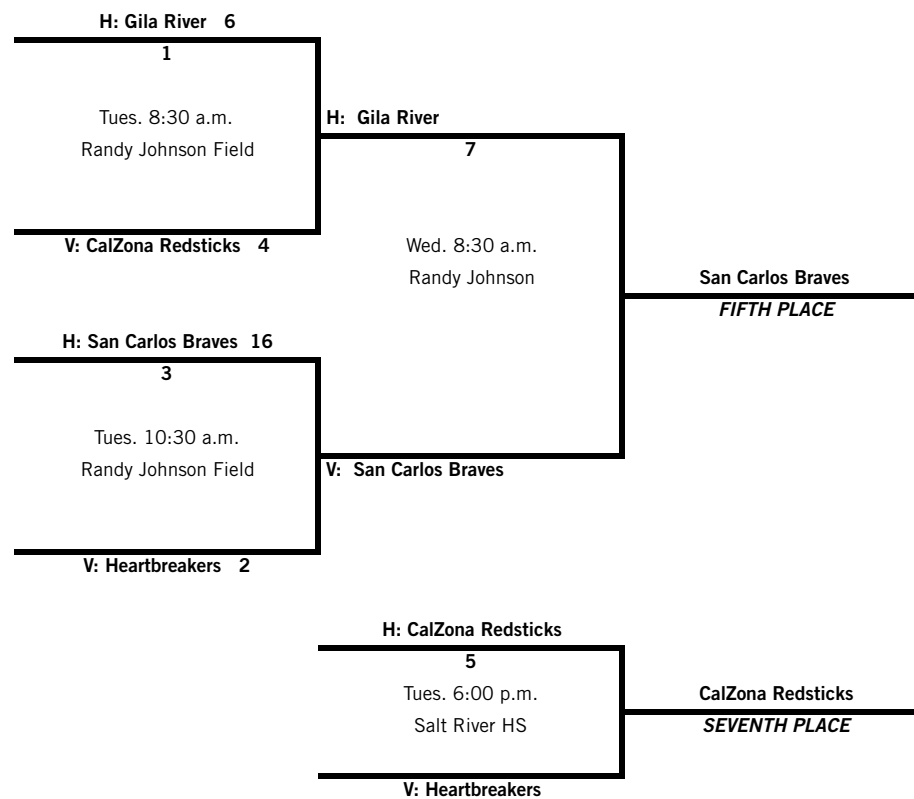 H: Gila River 6
1
Tues. 8:30 a.m.
Randy Johnson Field
V: CalZona Redsticks 4
H: Gila River
7
Wed. 8:30 a.m.
Randy Johnson
San Carlos Braves
FIFTH PLACE
H: San Carlos Braves 16
3
Tues. 10:30 a.m.
Randy Johnson Field
V: San Carlos Braves
V: Heartbreakers 2
H: CalZona Redsticks
5
Tues. 6:00 p.m.
Salt River HS
CalZona Redsticks
SEVENTH PLACE
V: Heartbreakers